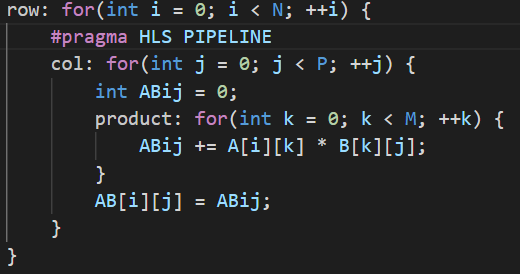 row: for(int i = 0; i < N; ++i) {
    #pragma HLS PIPELINE
    col: for(int j = 0; j < P; ++j) {
        int ABij = 0;
        product: for(int k = 0; k < M; ++k) {
            ABij += A[i][k] * B[k][j];
        }
        AB[i][j] = ABij;
    }
}